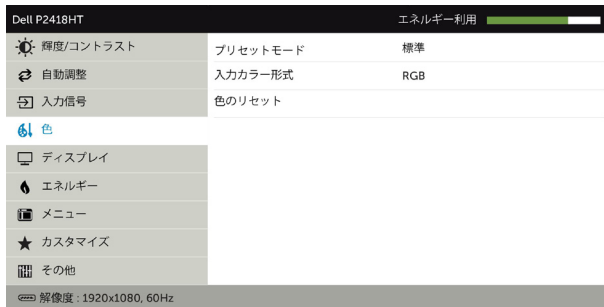 Dell P2418HT エネルギー利用
輝度/コントラスト プリセットモード 標準
自動調整 入力カラー形式 RGB
入力信号 色のリセット
色
ディスプレイ
エネルギー
メニュー
カスタマイズ
その他
解像度 : 1920x1080, 60Hz